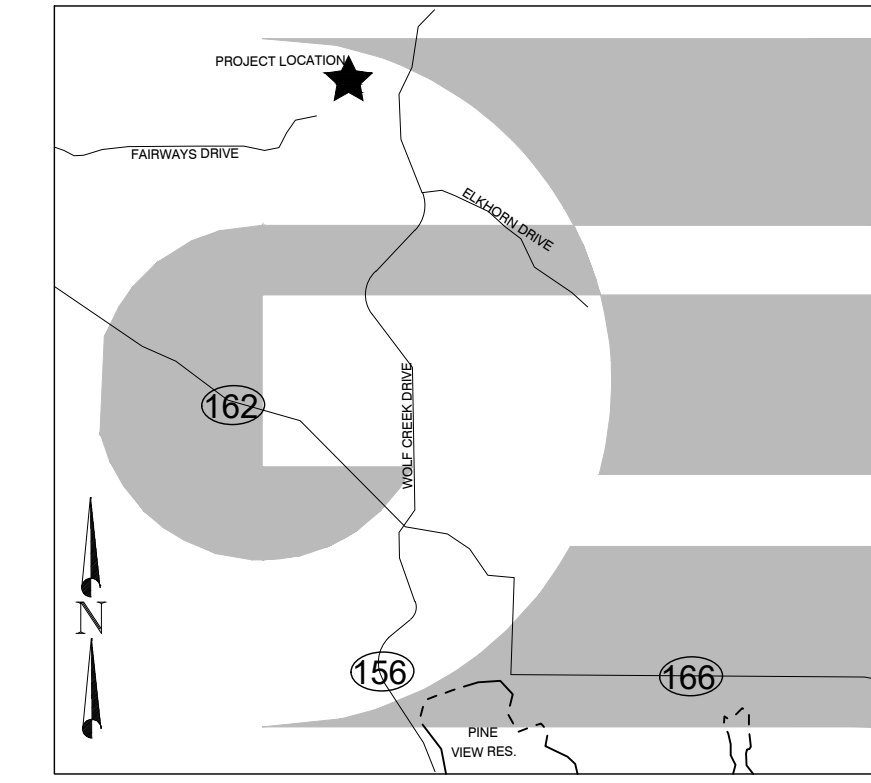 PROJECT LOCATION
FAIRWAYS DRIVE
ELKHORN DRIVE
WOLF CREEK DRIVE
162
N
156
166
PINE
VIEW RES.